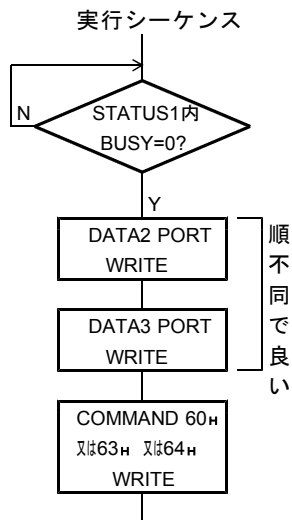 実行シーケンス
N
STATUS1内
BUSY=0?
Y
DATA2 PORT
WRITE
DATA3 PORT
WRITE
順不同で良い
COMMAND 60H
又は63H 又は64H
WRITE